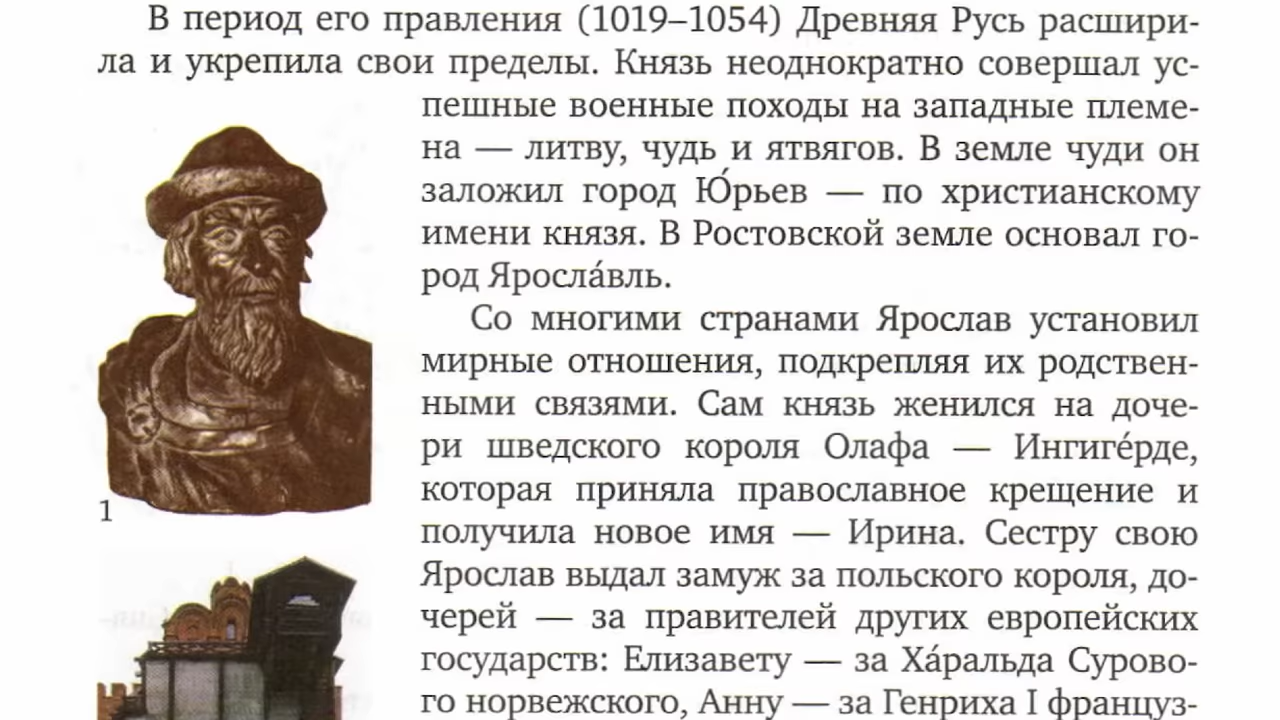 В период его правления (1019–1054) Древняя Русь расшири-
ла и укрепила свои пределы. Князь неоднократно совершал ус-
пешные военные походы на западные племе-
на — литву, чудь и ятвягов. В земле чуди он
заложил город Ю́рьев — по христианскому
имени князя. В Ростовской земле основал го-
род Яросла́вль.
Со многими странами Ярослав установил
мирные отношения, подкрепляя их родствен-
ными связями. Сам князь женился на доче-
ри шведского короля Олафа — Ингиге́рде,
которая приняла православное крещение и
получила новое имя — Ирина. Сестру свою
Ярослав выдал замуж за польского короля, до-
черей — за правителей других европейских
государств: Елизавету — за Ха́ральда Сурово-
го норвежского, Анну — за Генриха I француз-
1